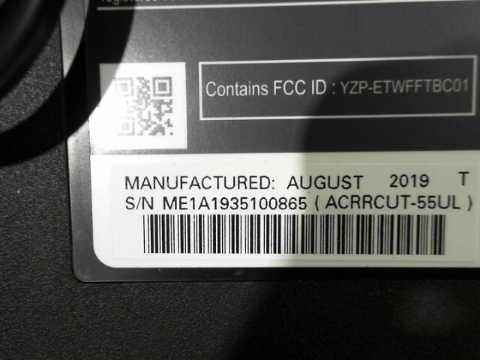 Contains FCC ID : YZP-ETWFFTBC01
MANUFACTURED: AUGUST 2019 T
S/N ME1A1935100865 ( ACRRCUT-55UL )